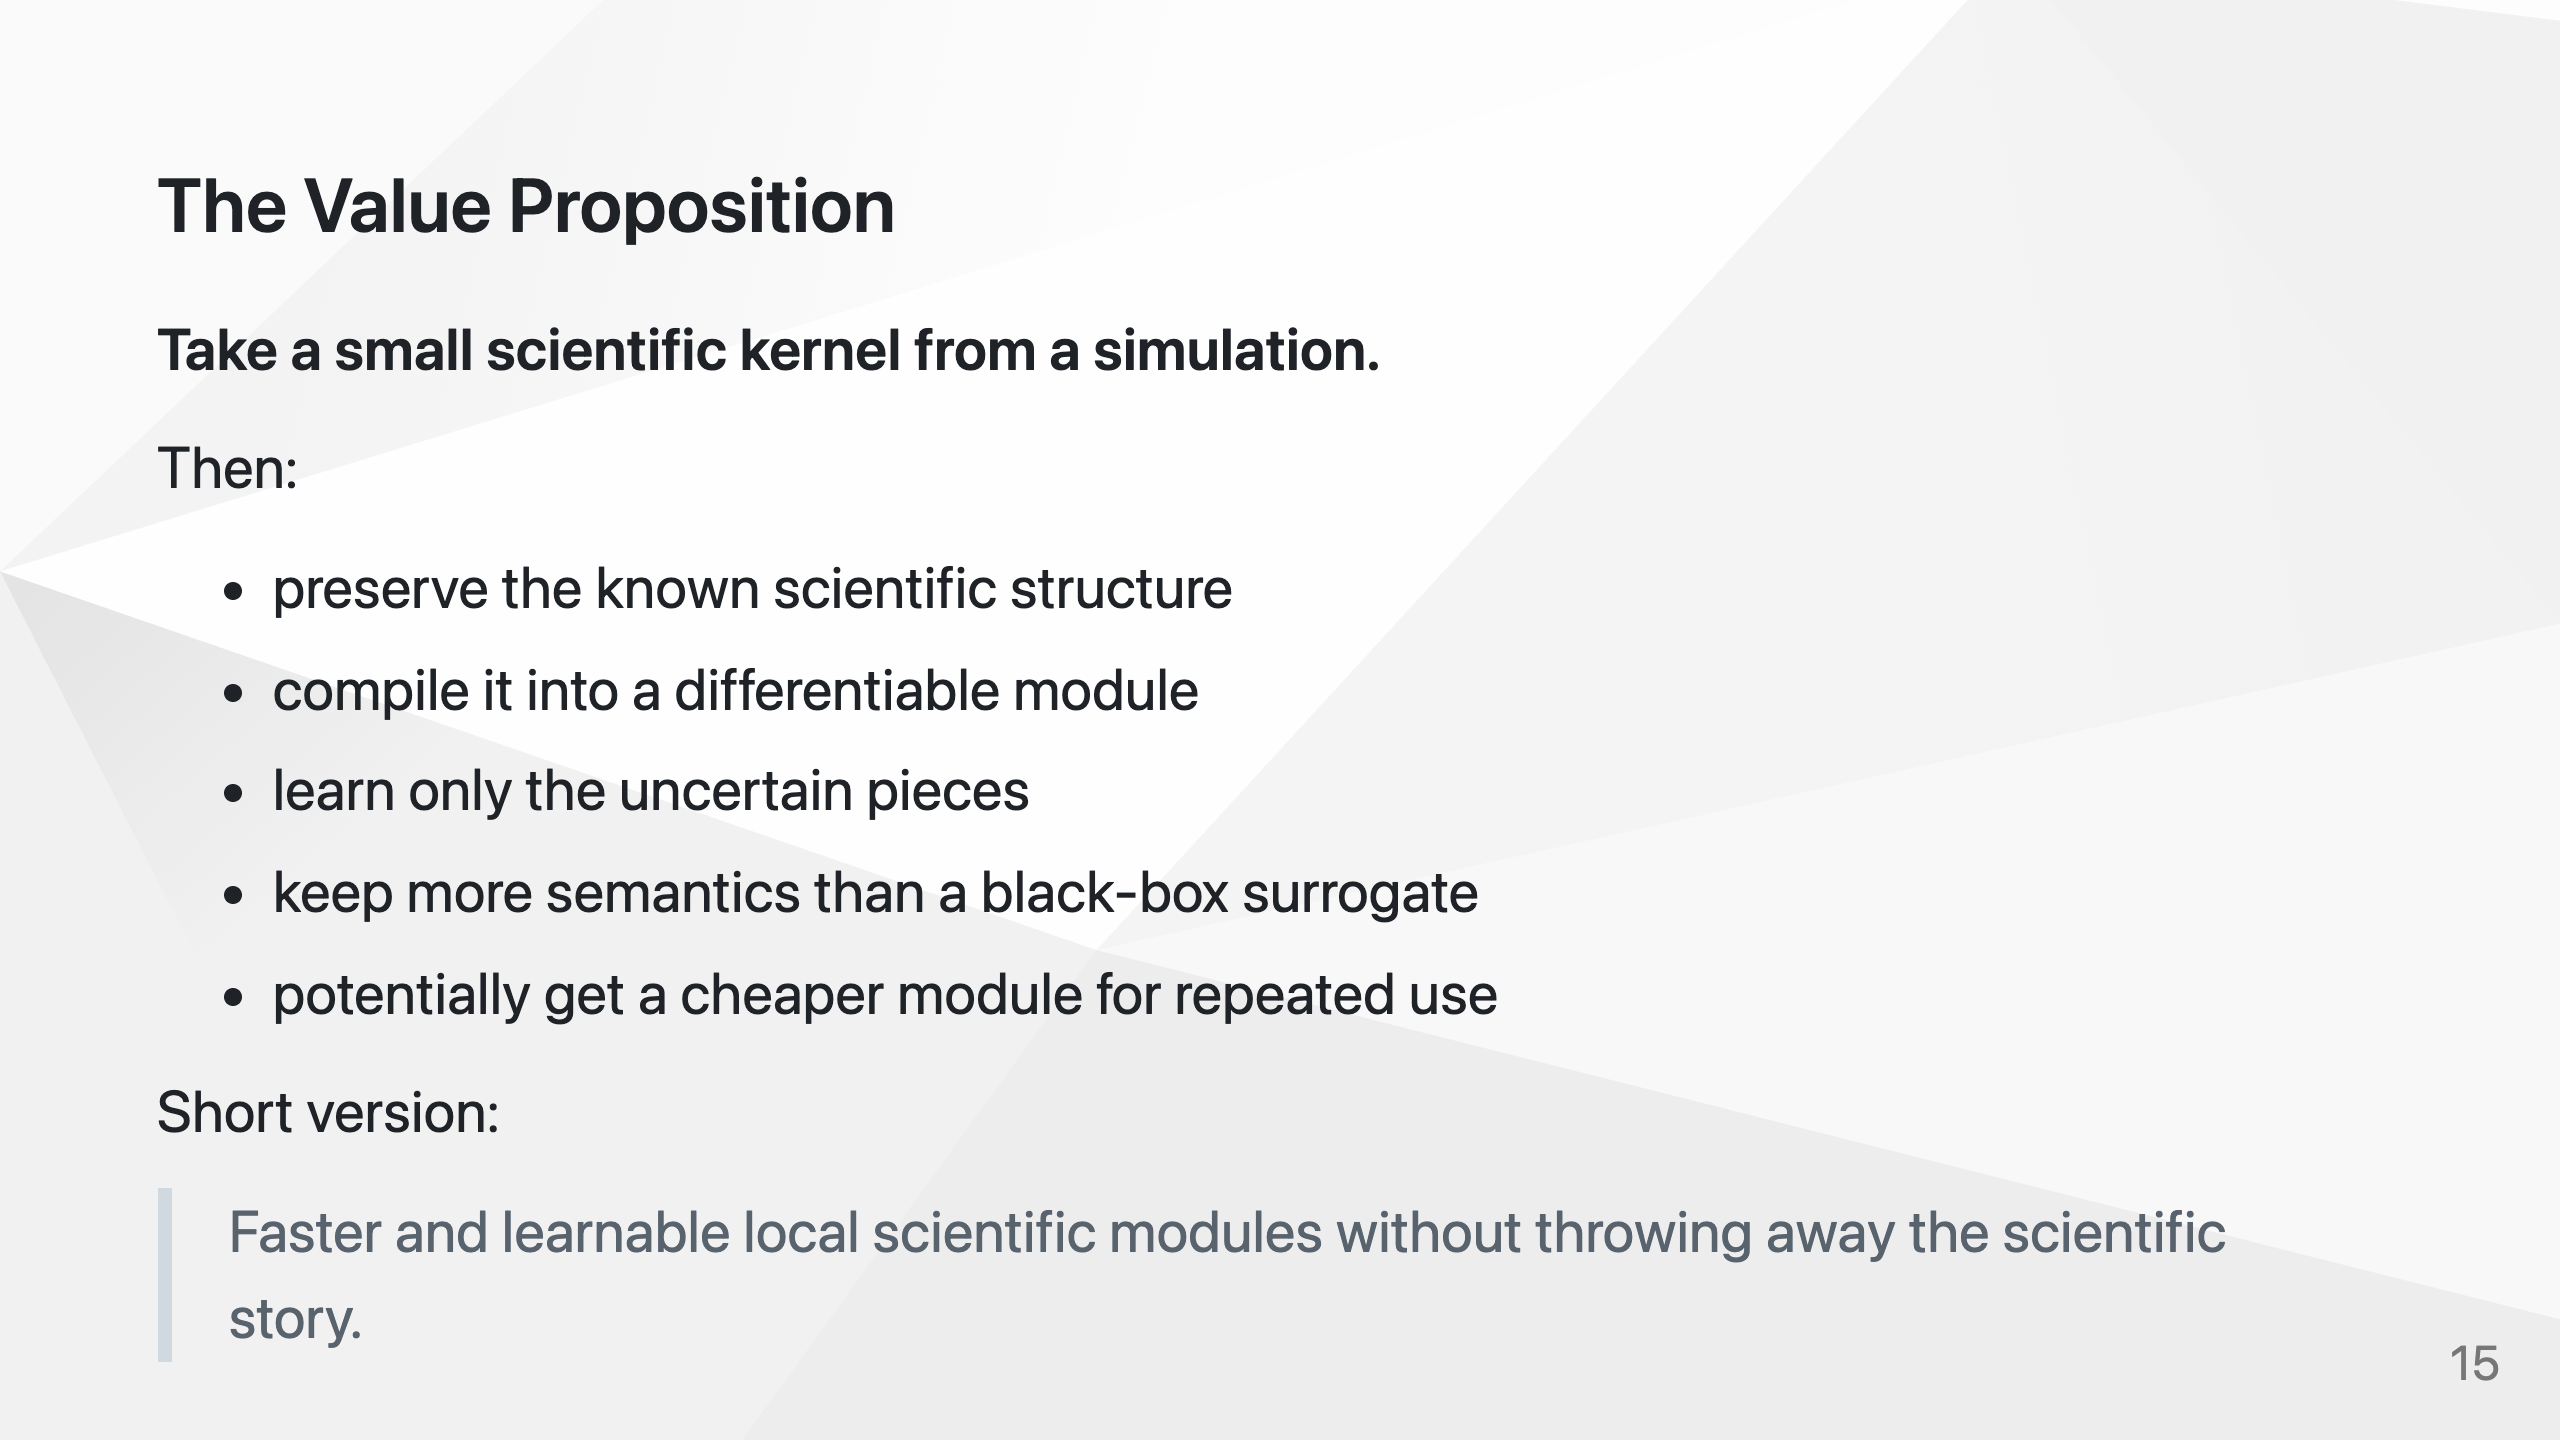 The Value Proposition
Take a small scientific kernel from a simulation.
Then:
• preserve the known scientific structure
• compile it into a differentiable module
• learn only the uncertain pieces
• keep more semantics than a black-box surrogate
• potentially get a cheaper module for repeated use
Short version:
Faster and learnable local scientific modules without throwing away the scientific
story.
15